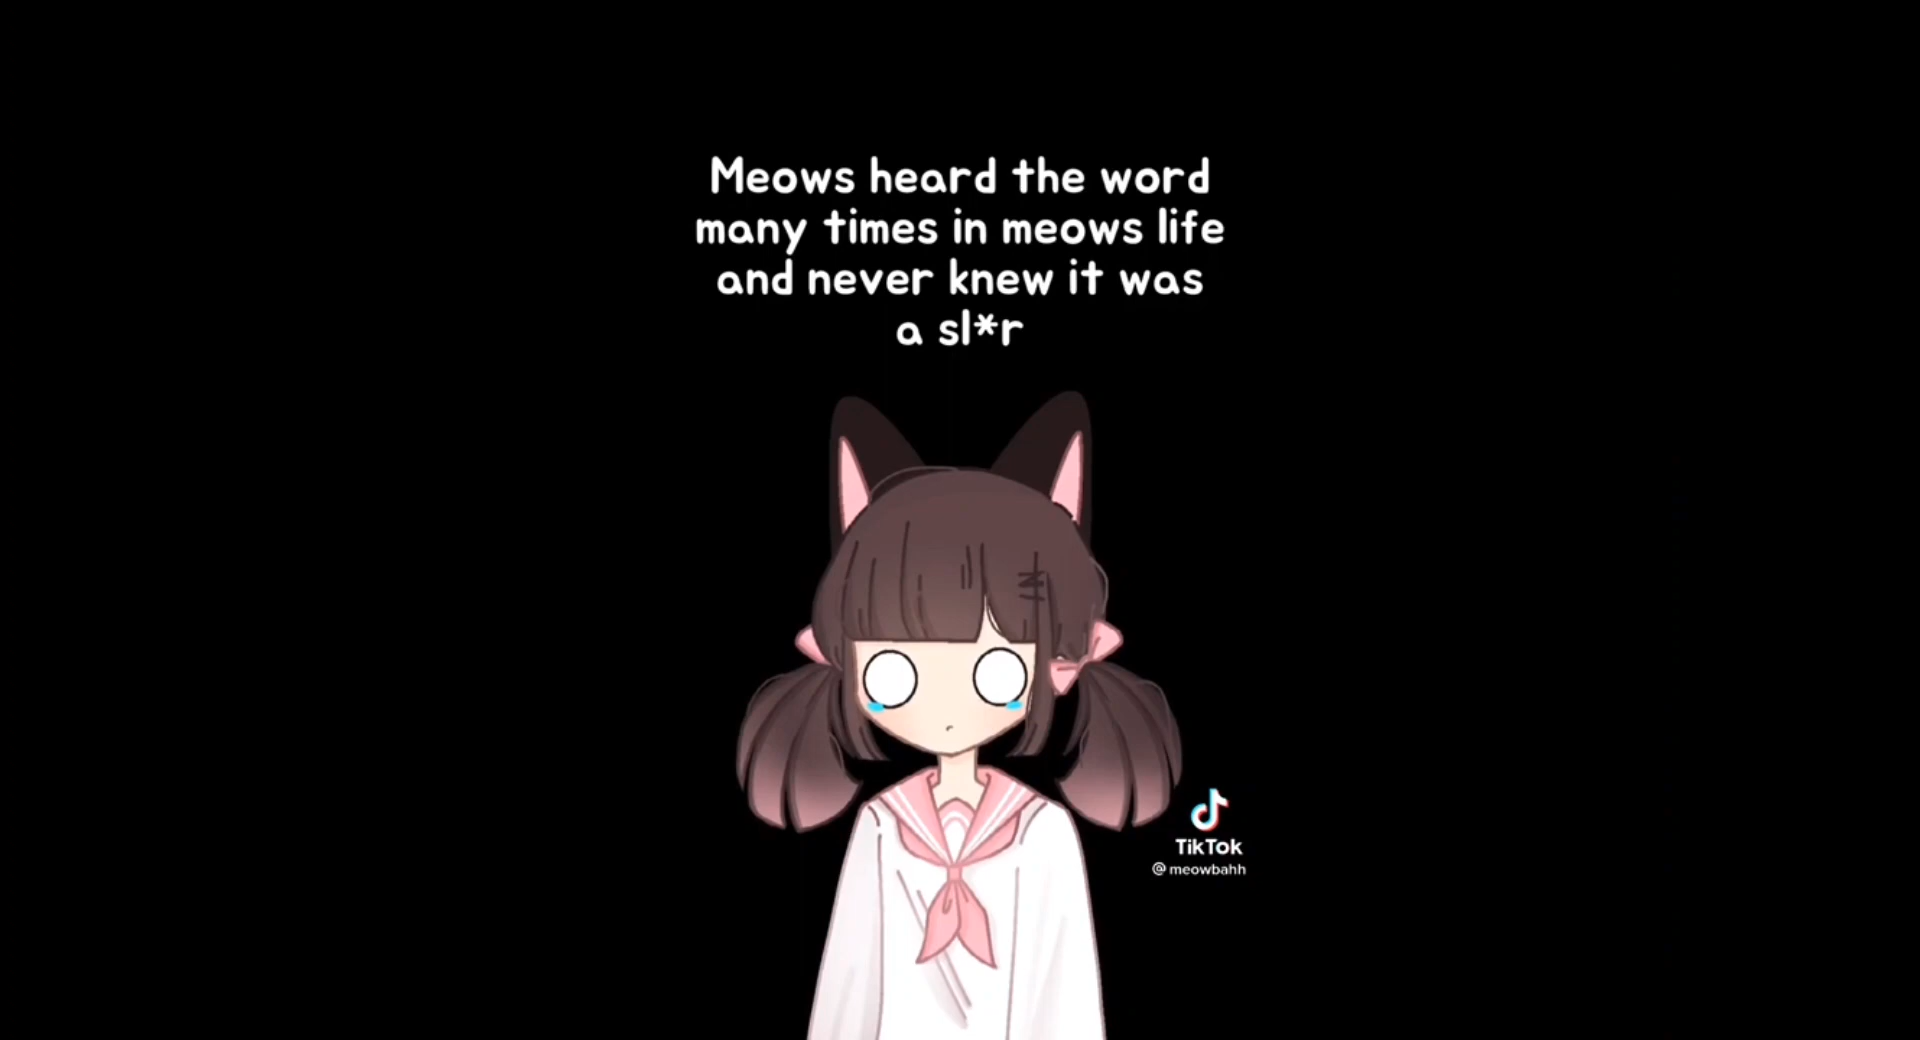 Meows heard the word
many times in meows life
and never knew it was
a sl*r
TikTok
@meowbahh